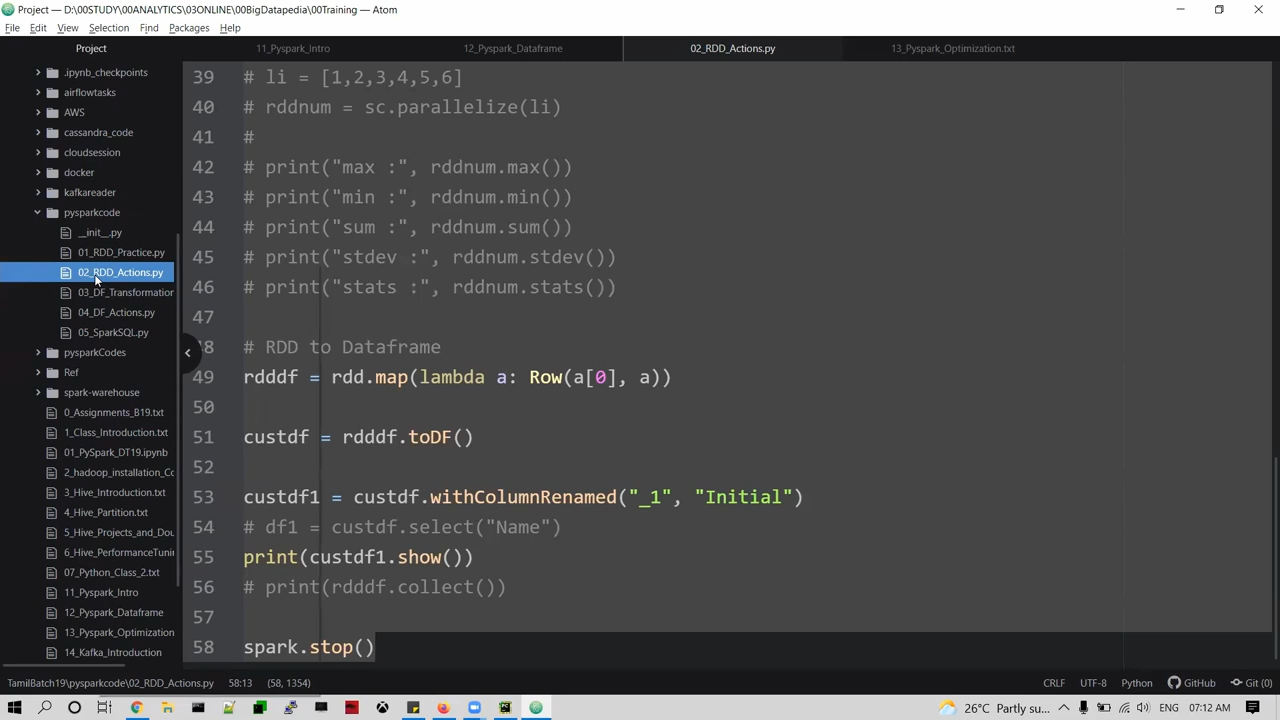 Project — D:\00STUDY\00ANALYTICS\03ONLINE\00BigDatapedia\00Training — Atom
File Edit View Selection Find Packages Help
Project
11_Pyspark_Intro
12_Pyspark_Dataframe
02_RDD_Actions.py
13_Pyspark_Optimization.txt
.ipynb_checkpoints
airflowtasks
AWS
cassandra_code
cloudsession
docker
kafkareader
pysparkcode
__init__.py
01_RDD_Practice.py
02_RDD_Actions.py
03_DF_Transformation
04_DF_Actions.py
05_SparkSQL.py
pysparkCodes
Ref
spark-warehouse
0_Assignments_B19.txt
1_Class_Introduction.txt
01_PySpark_DT19.ipynb
2_hadoop_installation_Co
3_Hive_Introduction.txt
4_Hive_Partition.txt
5_Hive_Projects_and_Dou
6_Hive_PerformanceTunin
07_Python_Class_2.txt
11_Pyspark_Intro
12_Pyspark_Dataframe
13_Pyspark_Optimization
14_Kafka_Introduction
39 # li = [1,2,3,4,5,6]
40 # rddnum = sc.parallelize(li)
41 #
42 # print("max :", rddnum.max())
43 # print("min :", rddnum.min())
44 # print("sum :", rddnum.sum())
45 # print("stdev :", rddnum.stdev())
46 # print("stats :", rddnum.stats())
47
48 # RDD to Dataframe
49 rdddf = rdd.map(lambda a: Row(a[0], a))
50
51 custdf = rdddf.toDF()
52
53 custdf1 = custdf.withColumnRenamed("_1", "Initial")
54 # df1 = custdf.select("Name")
55 print(custdf1.show())
56 # print(rdddf.collect())
57
58 spark.stop()
TamilBatch19\pysparkcode\02_RDD_Actions.py 58:13 (58, 1354) CRLF UTF-8 Python GitHub Git (0)
26°C Partly su... ENG 07:12 AM